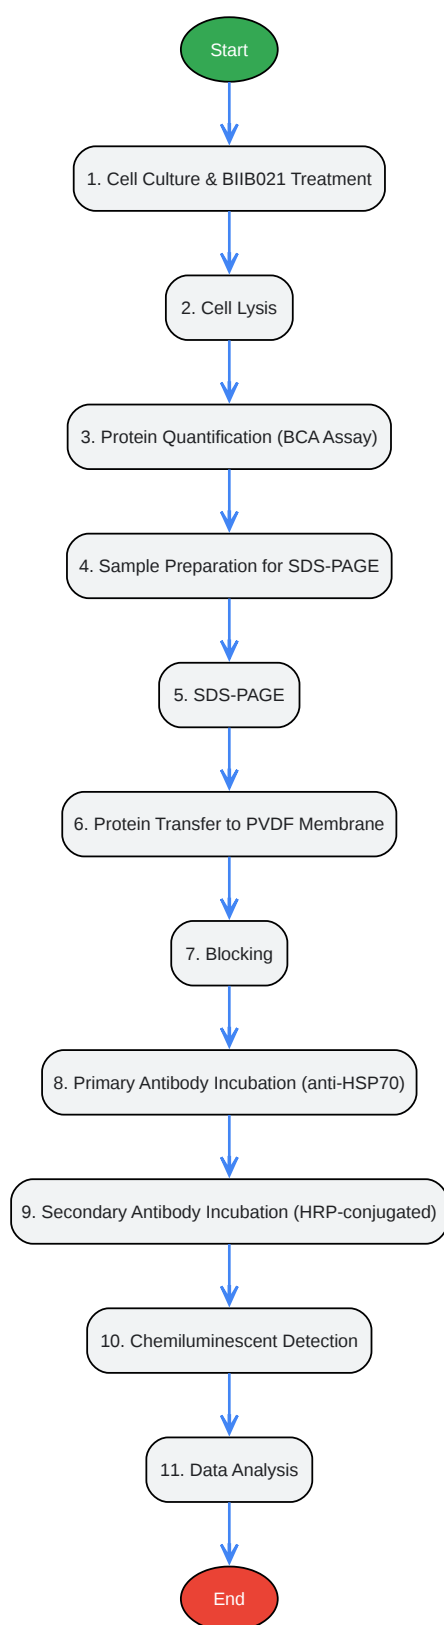 Start
1. Cell Culture & BIIB021 Treatment
2. Cell Lysis
3. Protein Quantification (BCA Assay)
4. Sample Preparation for SDS-PAGE
5. SDS-PAGE
6. Protein Transfer to PVDF Membrane
7. Blocking
8. Primary Antibody Incubation (anti-HSP70)
9. Secondary Antibody Incubation (HRP-conjugated)
10. Chemiluminescent Detection
11. Data Analysis
End